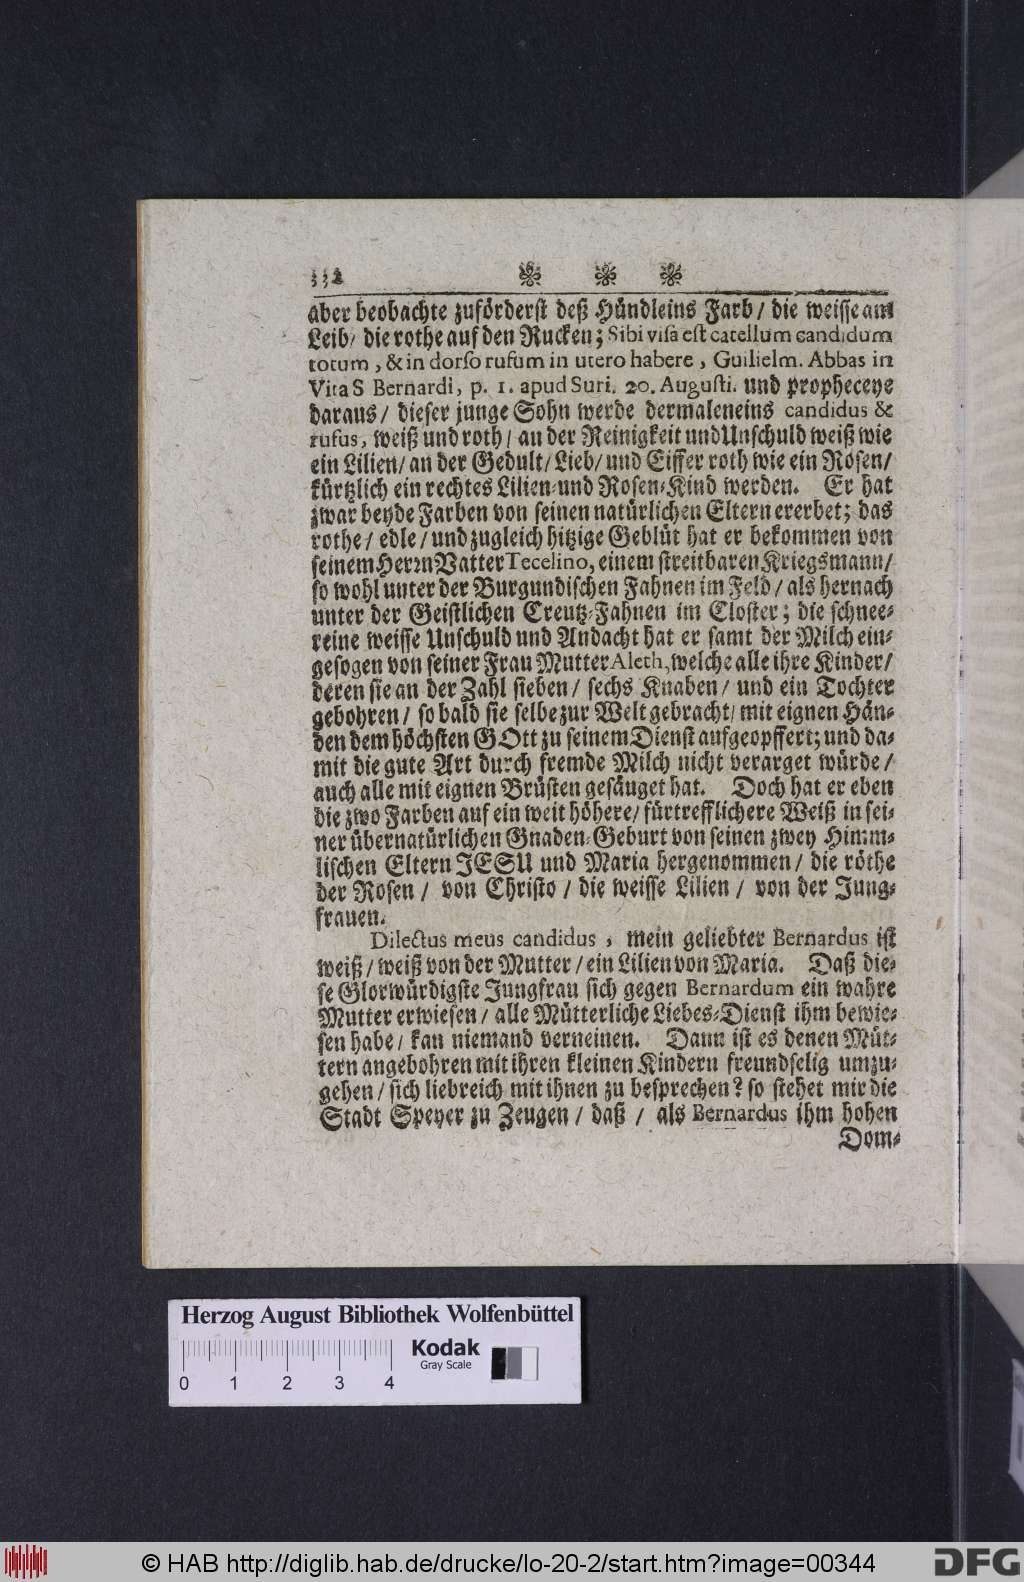 332
aber beobachte zuförderst deß Hündleins Farb / die weisse am
Leib / die rothe auf den Rucken; Sibi visa est catellum candidum
totum, & in dorso rufum in utero habere, Guilielm. Abbas in
Vita S Bernardi, p. 1. apud Suri. 20. Augusti. und propheceye
daraus / dieser junge Sohn werde dermaleneins candidus &
rufus, weiß und roth / an der Reinigkeit und Unschuld weiß wie
ein Lilien / an der Gedult / Lieb / und Eiffer roth wie ein Rosen /
kürtzlich ein rechtes Lilien- und Rosen-Kind werden. Er hat
zwar beyde Farben von seinen natürlichen Eltern ererbet; das
rothe / edle / und zugleich hitzige Geblüt hat er bekommen von
seinem Herrn Vatter Tecelino, einem streitbaren Kriegsmann /
so wohl unter der Burgundischen Fahnen im Feld / als hernach
unter der Geistlichen Creutz-Fahnen im Closter; die schnee-
reine weisse Unschuld und Andacht hat er samt der Milch ein-
gesogen von seiner Frau Mutter Aleth, welche alle ihre Kinder /
deren sie an der Zahl sieben / sechs Knaben / und ein Tochter
gebohren / so bald sie selbe zur Welt gebracht / mit eignen Hän-
den dem höchsten GOtt zu seinem Dienst aufgeopffert; und da-
mit die gute Art durch fremde Milch nicht verarget würde /
auch alle mit eignen Brüsten gesäuget hat. Doch hat er eben
die zwo Farben auf ein weit höhere / fürtrefflichere Weiß in sei-
ner übernatürlichen Gnaden-Geburt von seinen zwey Himm-
lischen Eltern JESU und Maria hergenommen / die röthe
der Rosen / von Christo / die weisse Lilien / von der Jung-
frauen.
Dilectus meus candidus, mein geliebter Bernardus ist
weiß / weiß von der Mutter / ein Lilien von Maria. Daß die-
se Glorwürdigste Jungfrau sich gegen Bernardum ein wahre
Mutter erwiesen / alle Mütterliche Liebes-Dienst ihm bewie-
sen habe / kan niemand verneinen. Dann ist es denen Müt-
tern angebohren mit ihren kleinen Kindern freundselig umzu-
gehen / sich liebreich mit ihnen zu besprechen? so stehet mir die
Stadt Speyer zu Zeugen / daß / als Bernardus ihm hohen
Dom-
Herzog August Bibliothek Wolfenbüttel
Kodak
Gray Scale
0 1 2 3 4
© HAB http://diglib.hab.de/drucke/lo-20-2/start.htm?image=00344
DFG